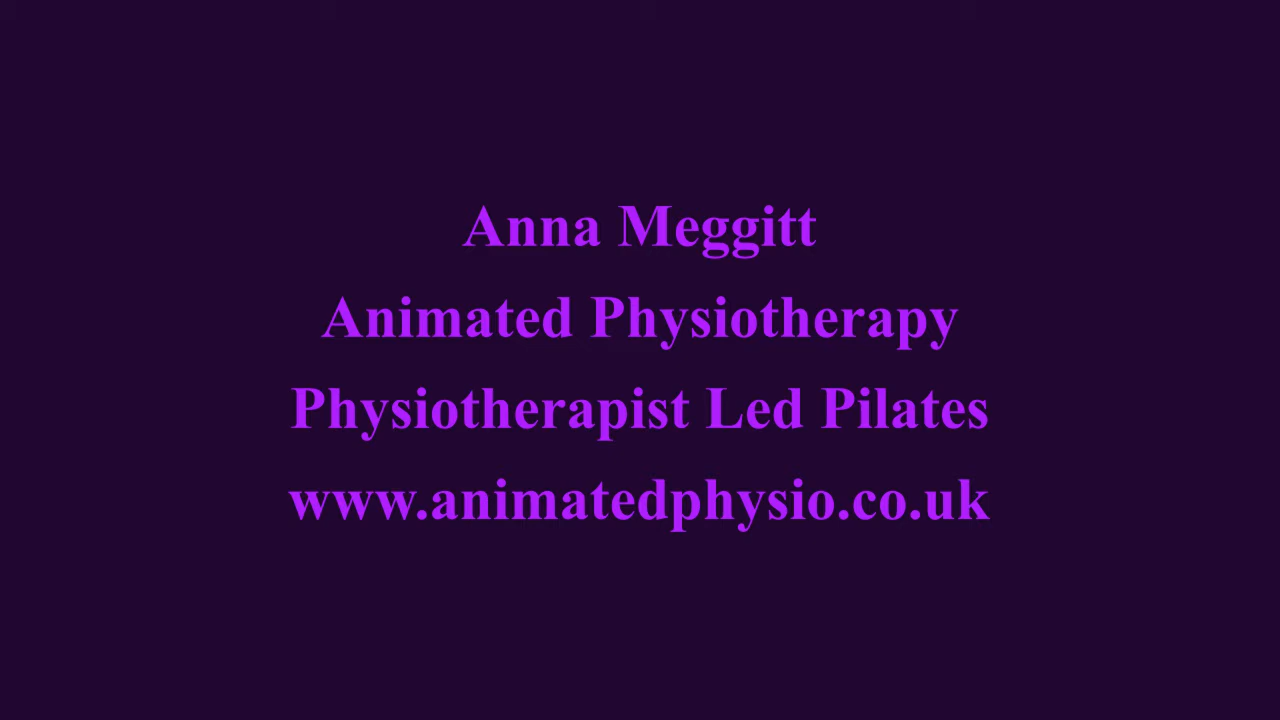 Anna Meggitt
Animated Physiotherapy
Physiotherapist Led Pilates
www.animatedphysio.co.uk